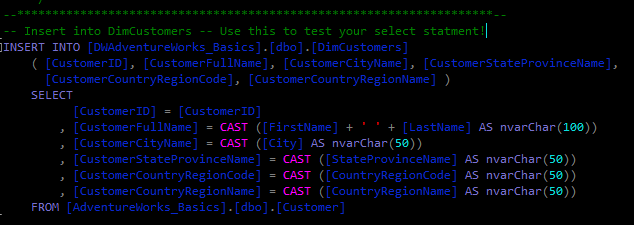 --****************************************************************--
-- Insert into DimCustomers -- Use this to test your select statment!
INSERT INTO [DWAdventureWorks_Basics].[dbo].[DimCustomers]
( [CustomerID], [CustomerFullName], [CustomerCityName], [CustomerStateProvinceName],
[CustomerCountryRegionCode], [CustomerCountryRegionName] )
SELECT
[CustomerID] = [CustomerID]
, [CustomerFullName] = CAST ([FirstName] + ' ' + [LastName] AS nvarChar(100))
, [CustomerCityName] = CAST ([City] AS nvarChar(50))
, [CustomerStateProvinceName] = CAST ([StateProvinceName] AS nvarChar(50))
, [CustomerCountryRegionCode] = CAST ([CountryRegionCode] AS nvarChar(50))
, [CustomerCountryRegionName] = CAST ([CountryRegionName] AS nvarChar(50))
FROM [AdventureWorks_Basics].[dbo].[Customer]